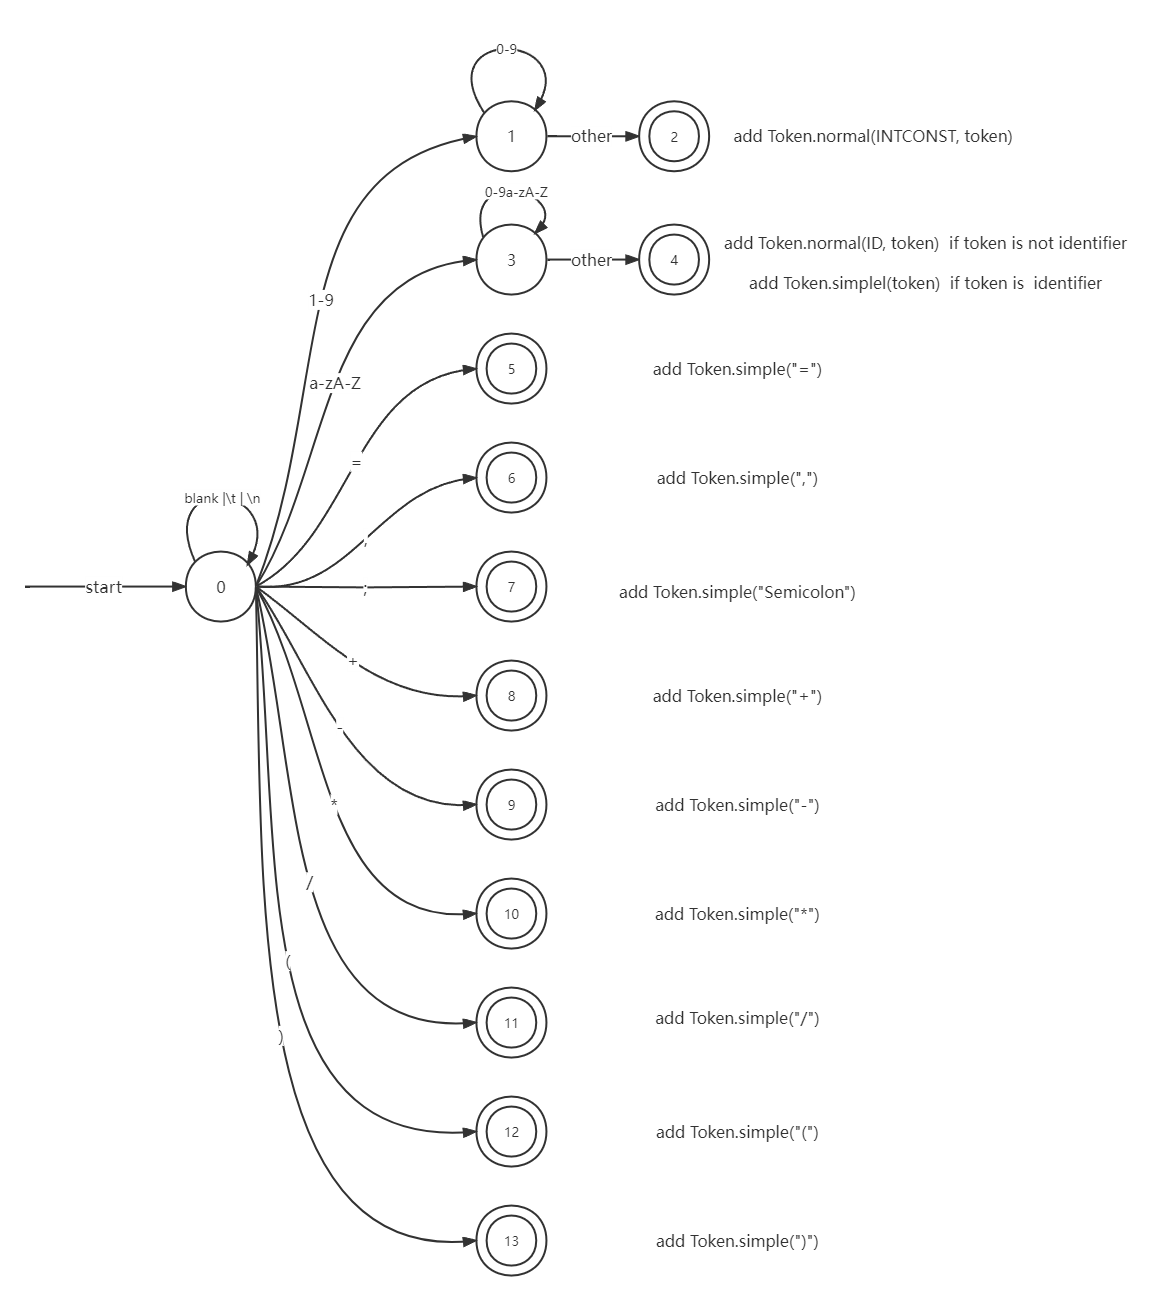 0-9
1
other
2
add Token.normal(INTCONST, token)
0-9a-zA-Z
3
other
4
add Token.normal(ID, token)  if token is not identifier
add Token.simplel(token)  if token is  identifier
1-9
a-zA-Z
5
add Token.simple("=")
=
6
add Token.simple(",")
blank |\t | \n
,
start
0
;
7
add Token.simple("Semicolon")
+
8
add Token.simple("+")
-
9
add Token.simple("-")
*
10
add Token.simple("*")
/
11
add Token.simple("/")
(
12
add Token.simple("(")
)
13
add Token.simple(")")